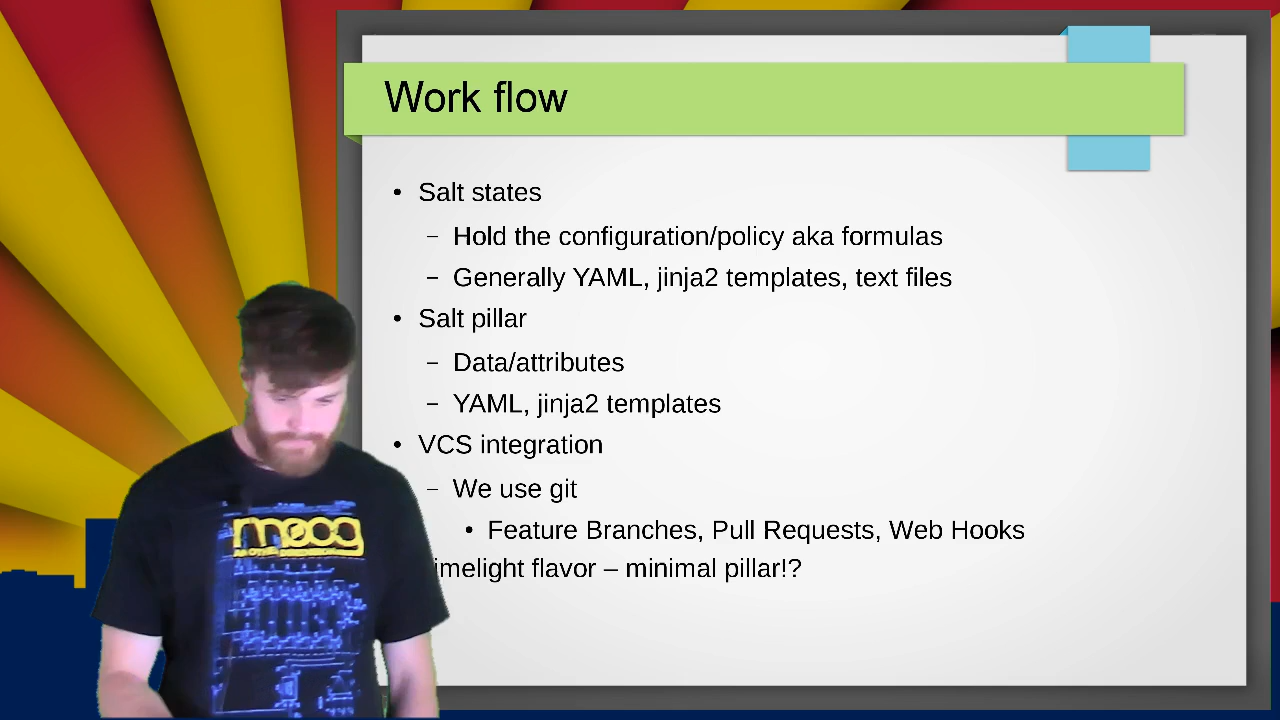 Work flow
• Salt states
– Hold the configuration/policy aka formulas
– Generally YAML, jinja2 templates, text files
• Salt pillar
– Data/attributes
– YAML, jinja2 templates
• VCS integration
– We use git
• Feature Branches, Pull Requests, Web Hooks
imelight flavor – minimal pillar!?
moog